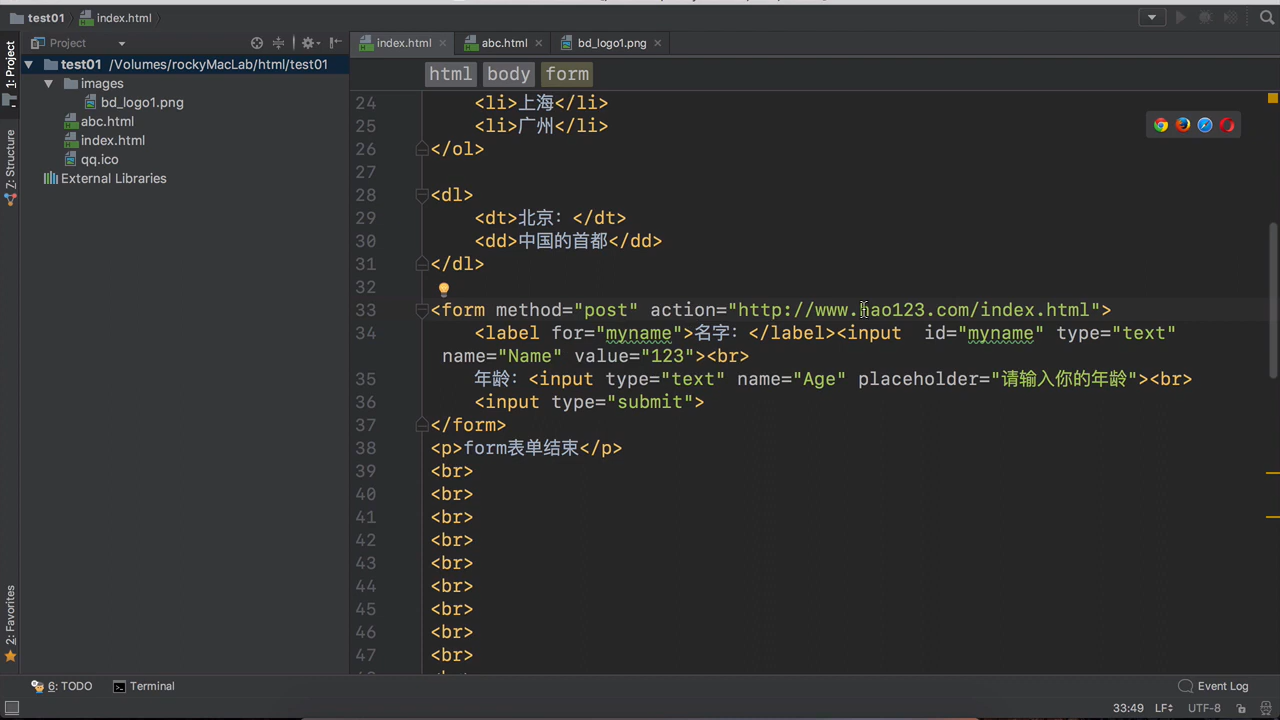 test01 index.html
Project
index.html abc.html bd_logo1.png
1: Project
test01 /Volumes/rockyMacLab/html/test01
images
bd_logo1.png
abc.html
index.html
qq.ico
External Libraries
Z: Structure
2: Favorites
html body form
24 <li>上海</li>
25 <li>广州</li>
26 </ol>
27
28 <dl>
29 <dt>北京：</dt>
30 <dd>中国的首都</dd>
31 </dl>
32
33 <form method="post" action="http://www.hao123.com/index.html">
34 <label for="myname">名字：</label><input  id="myname" type="text"
name="Name" value="123"><br>
35 年龄：<input type="text" name="Age" placeholder="请输入你的年龄"><br>
36 <input type="submit">
37 </form>
38 <p>form表单结束</p>
39 <br>
40 <br>
41 <br>
42 <br>
43 <br>
44 <br>
45 <br>
46 <br>
47 <br>
6: TODO Terminal Event Log
33:49 LF UTF-8